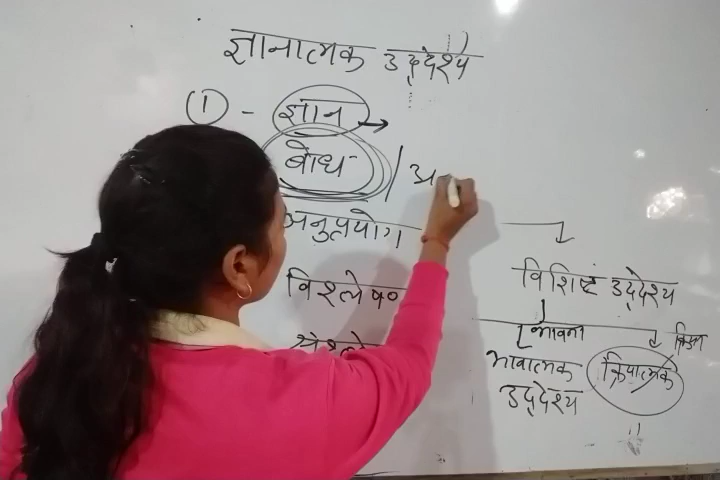 ज्ञानात्मक उद्देश्य
① - ज्ञान →
बोध / अ
अनुप्रयोग
विश्लेषण
विशिष्ट उद्देश्य
भावना
भावात्मक
उद्देश्य
क्रियात्मक